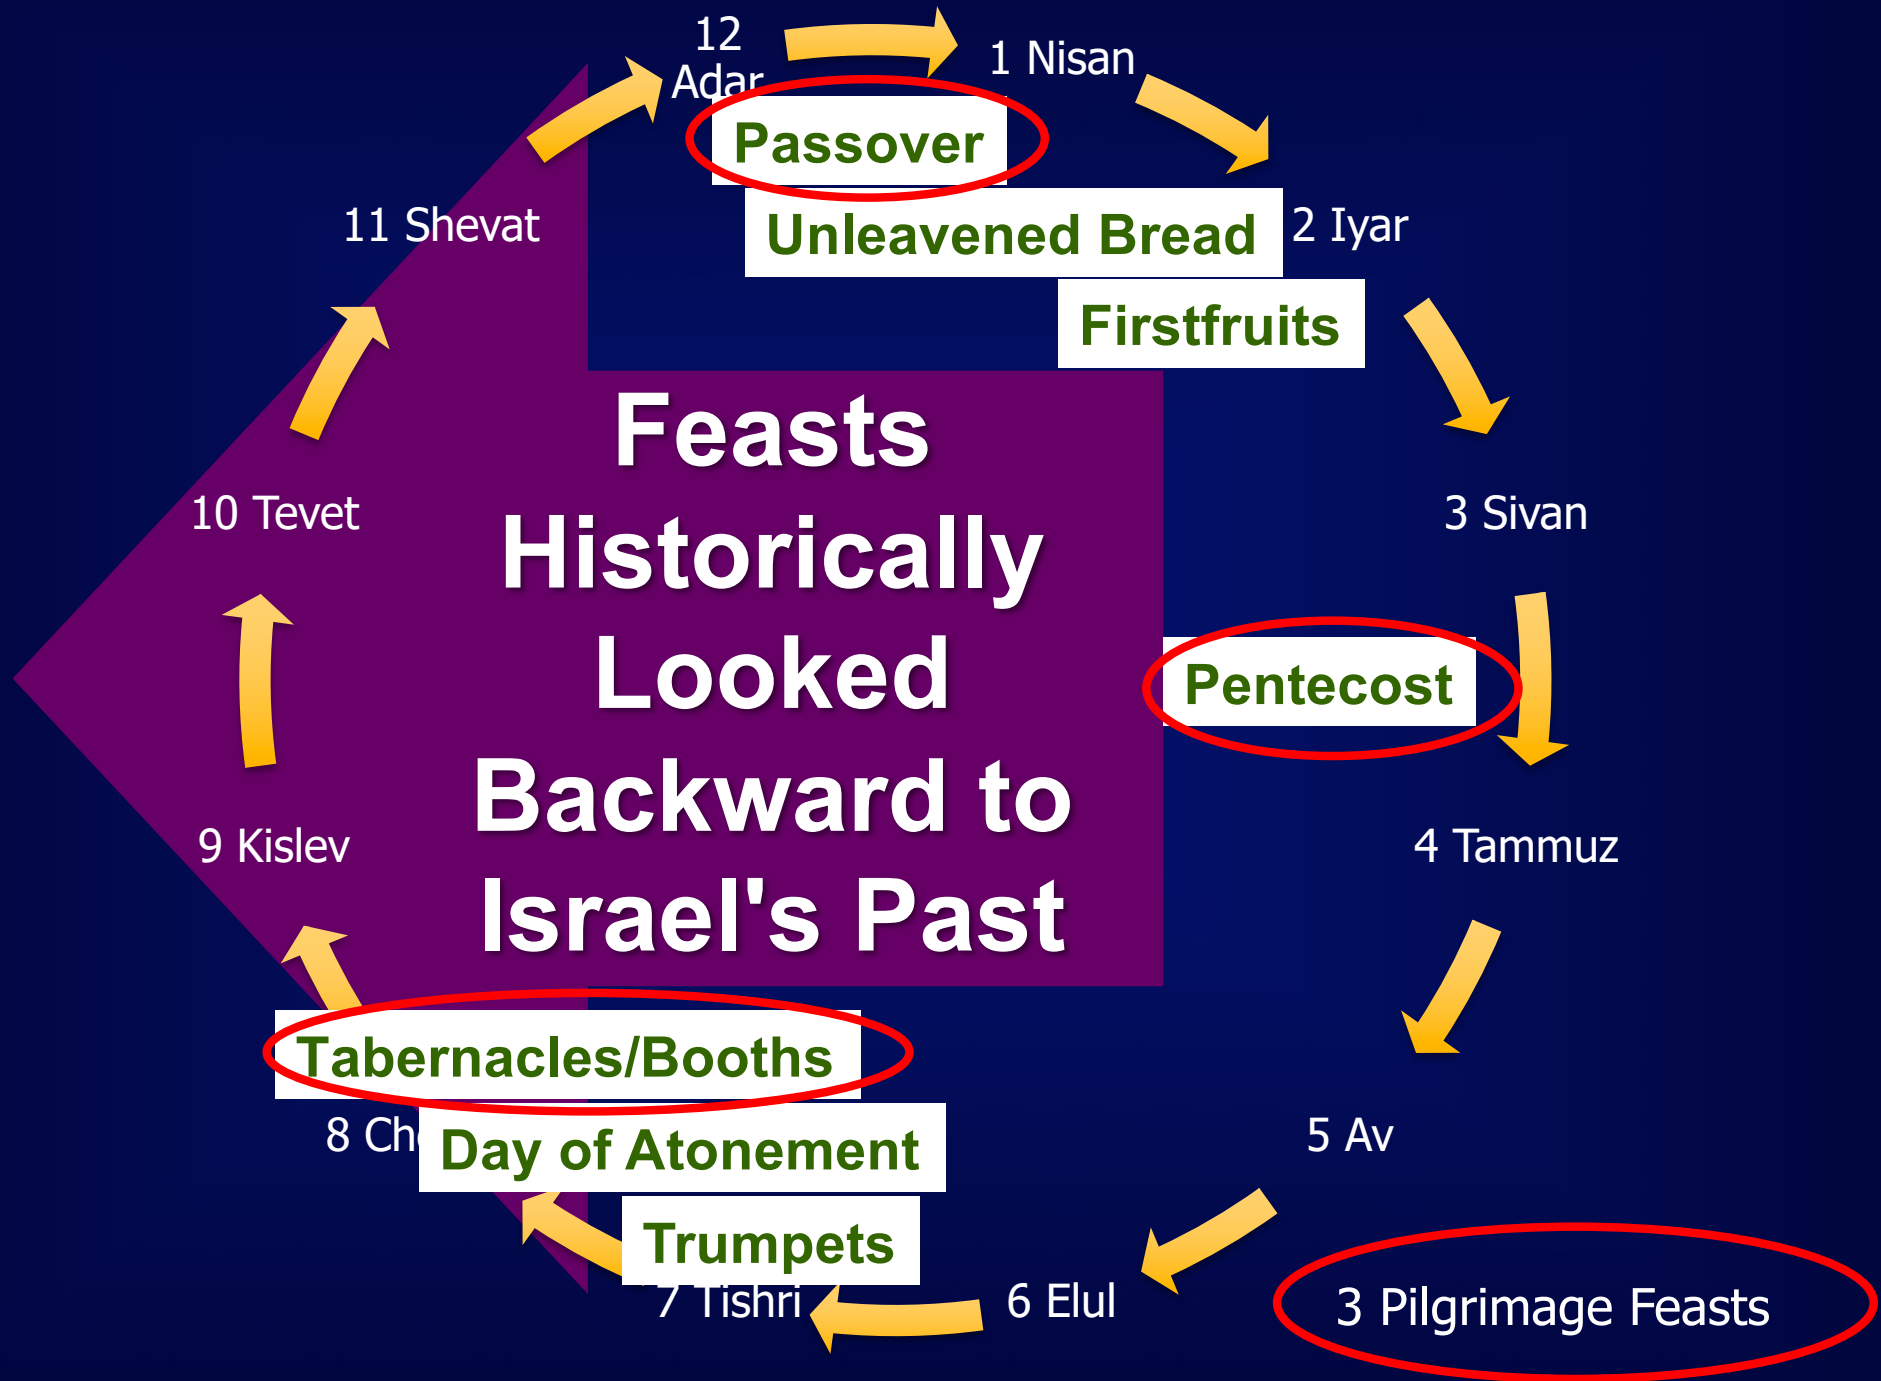 12
Adar
1 Nisan
Passover
Unleavened Bread
2 Iyar
11 Shevat
Firstfruits
Feasts
Historically
Looked
Backward to
Israel's Past
10 Tevet
3 Sivan
Pentecost
9 Kislev
4 Tammuz
Tabernacles/Booths
8
Day of Atonement
5 Av
Trumpets
7 Tishri
6 Elul
3 Pilgrimage Feasts